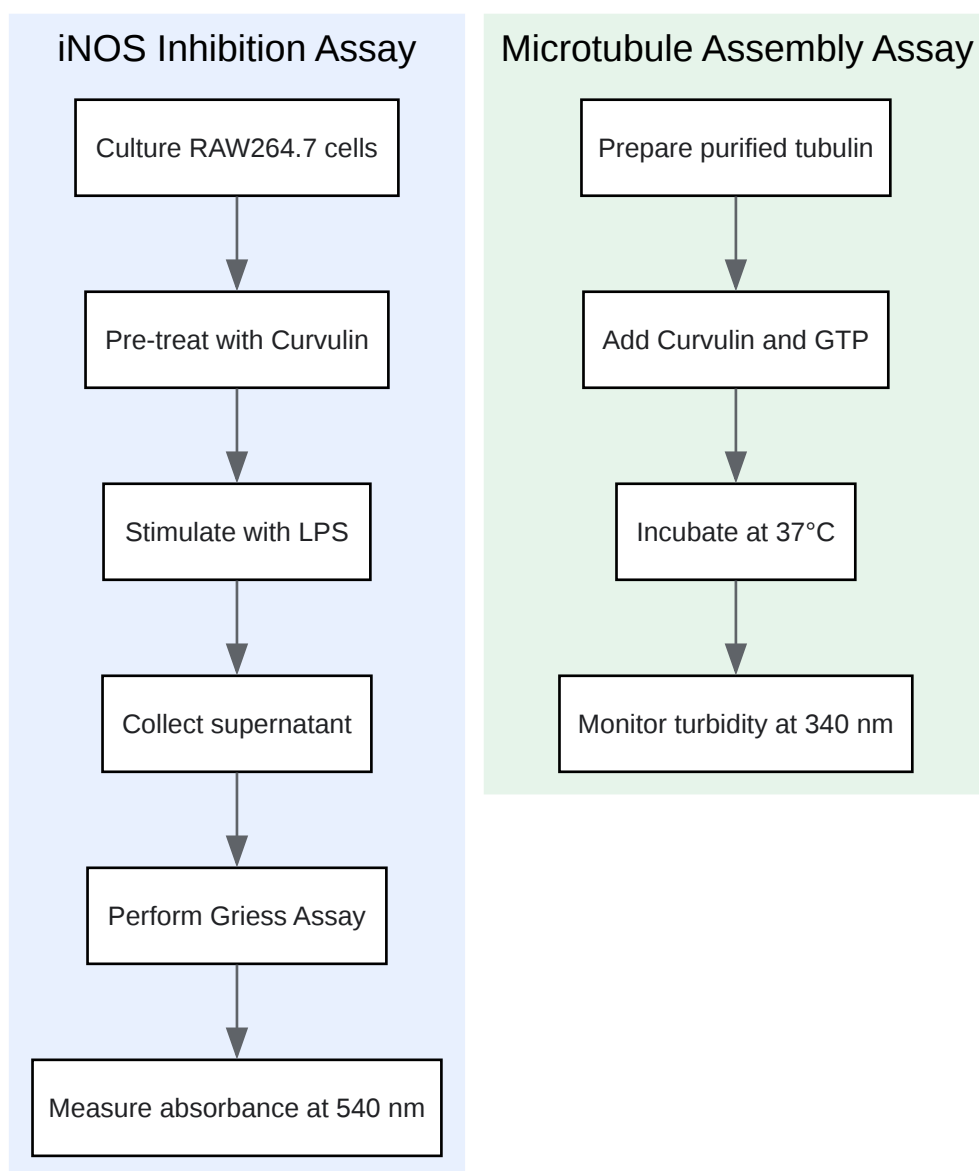 iNOS Inhibition Assay
Culture RAW264.7 cells
Pre-treat with Curvulin
Stimulate with LPS
Collect supernatant
Perform Griess Assay
Measure absorbance at 540 nm
Microtubule Assembly Assay
Prepare purified tubulin
Add Curvulin and GTP
Incubate at 37°C
Monitor turbidity at 340 nm